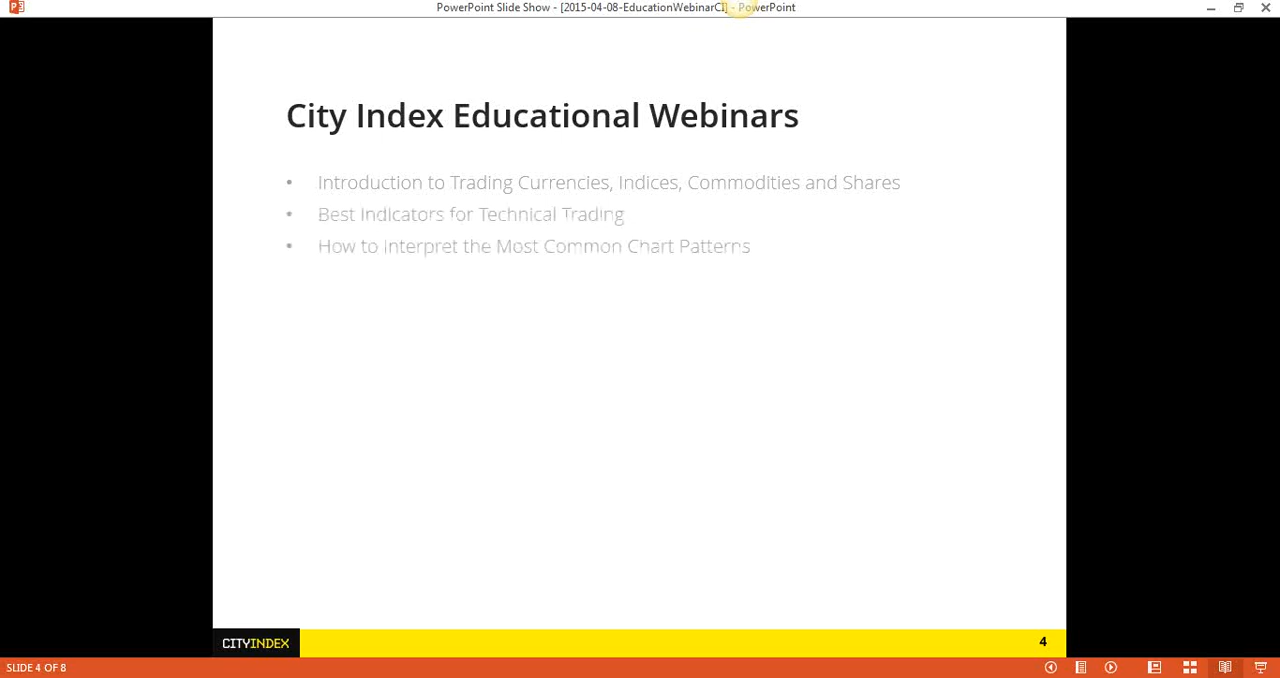 PowerPoint Slide Show - [2015-04-08-EducationWebinarCI] - PowerPoint
City Index Educational Webinars
• Introduction to Trading Currencies, Indices, Commodities and Shares
• Best Indicators for Technical Trading
• How to Interpret the Most Common Chart Patterns
CITYINDEX
4
SLIDE 4 OF 8